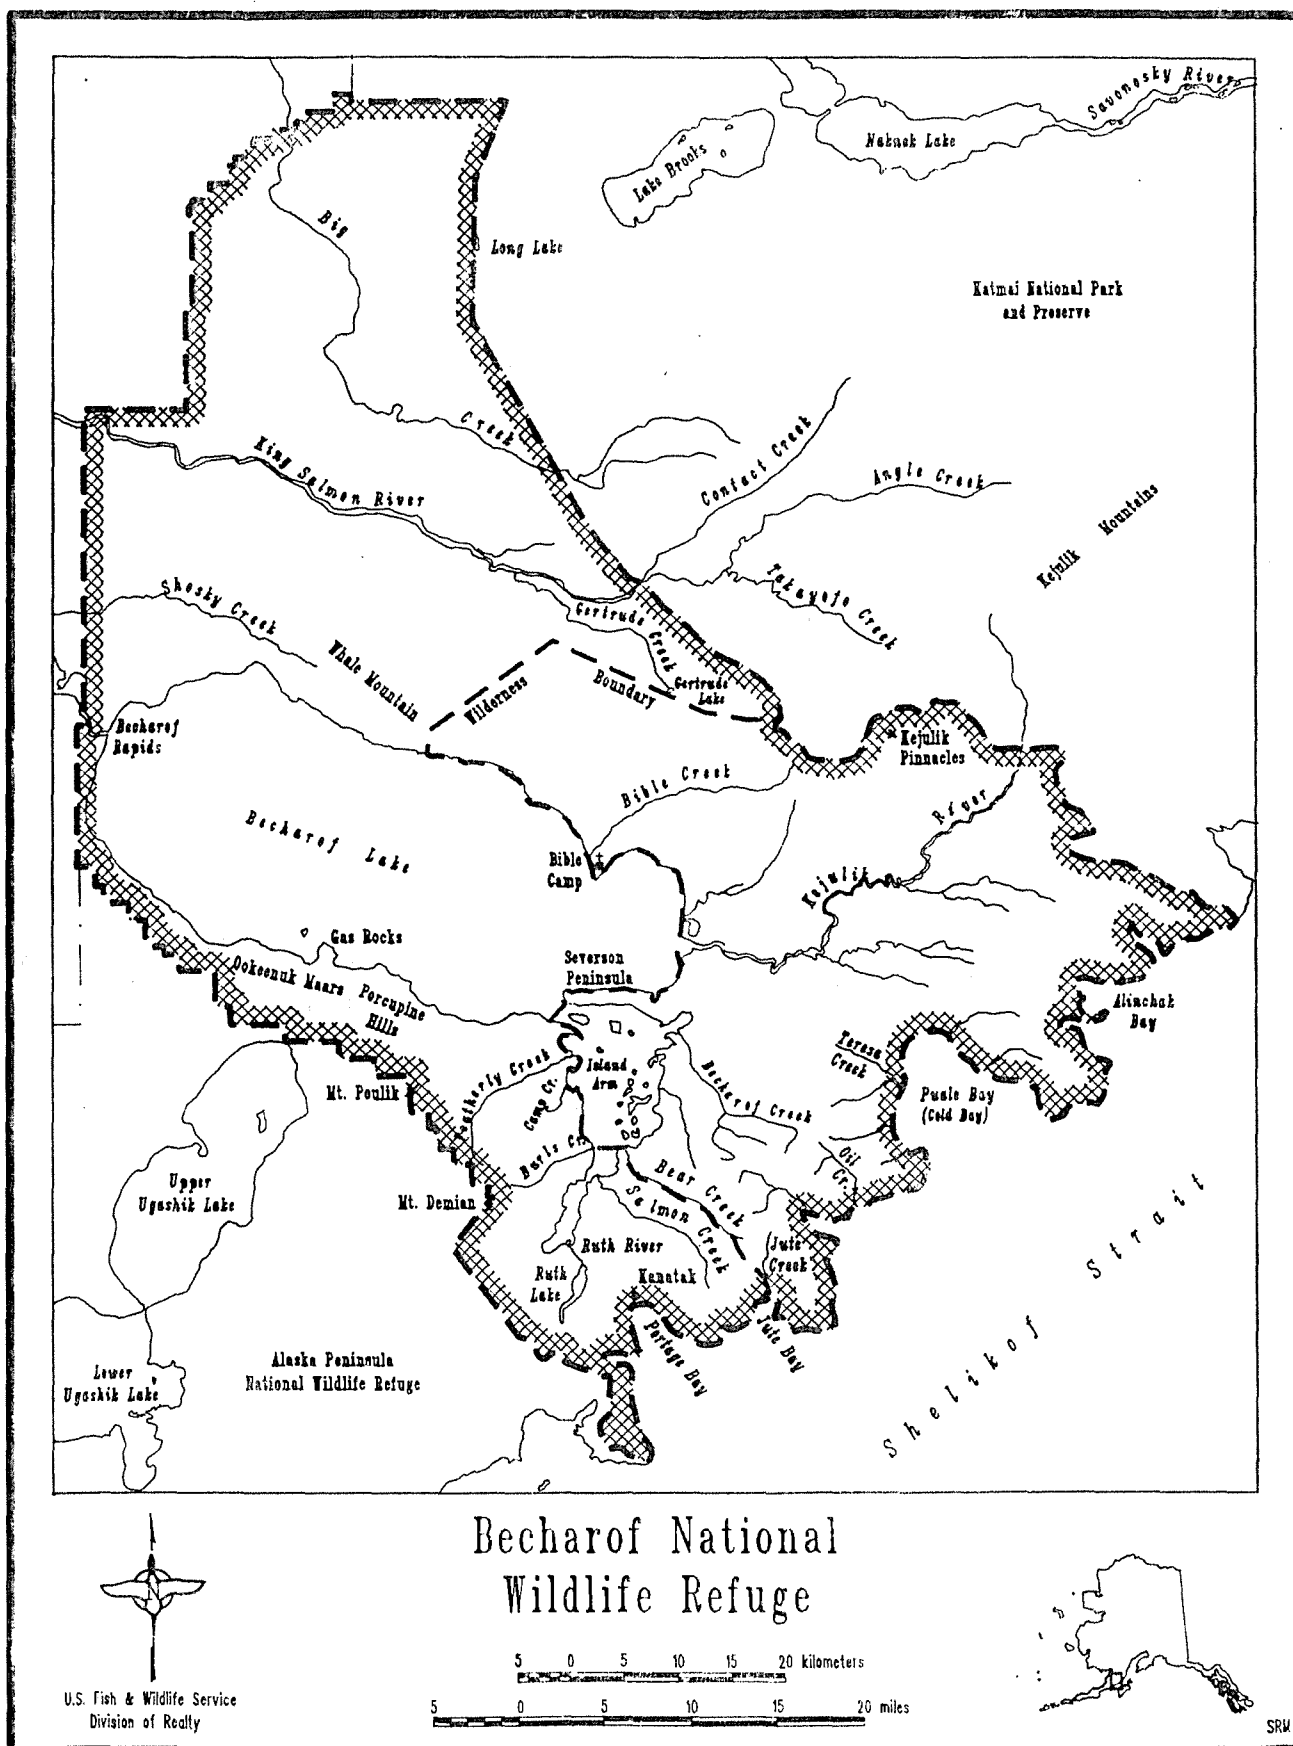 Savonosky River
Naknek Lake
Lake Brooks
Big
Long Lake
Katmai National Park
and Preserve
Creek
Contact Creek
King Salmon River
Angle Creek
Kejulik Mountains
Takayofo Creek
Shosky Creek
Gertrude Creek
Whale Mountain
Wilderness Boundary
Gertrude
Lake
Becharof
Rapids
Kejulik
Pinnacles
Bible Creek
Kejulik River
Becharof Lake
Bible
Camp
Gas Rocks
Severson
Peninsula
Ookeenuk Maars
Porcupine
Hills
Alinchak
Bay
Teresa
Creek
Island
Arm
Featherly Creek
Mt. Peulik
Camp Cr.
Becharof Creek
Puale Bay
(Cold Bay)
Burls Cr.
Oil
Cr.
Bear Creek
Upper
Ugashik Lake
Mt. Demian
Salmon Creek
Ruth River
Jute
Creek
Ruth
Lake
Kanatak
Portage Bay
Jute Bay
Shelikof Strait
Alaska Peninsula
National Wildlife Refuge
Lower
Ugashik Lake
Becharof National
Wildlife Refuge
N
5 0 5 10 15 20 kilometers
5 0 5 10 15 20 miles
U.S. Fish & Wildlife Service
Division of Realty
SRW